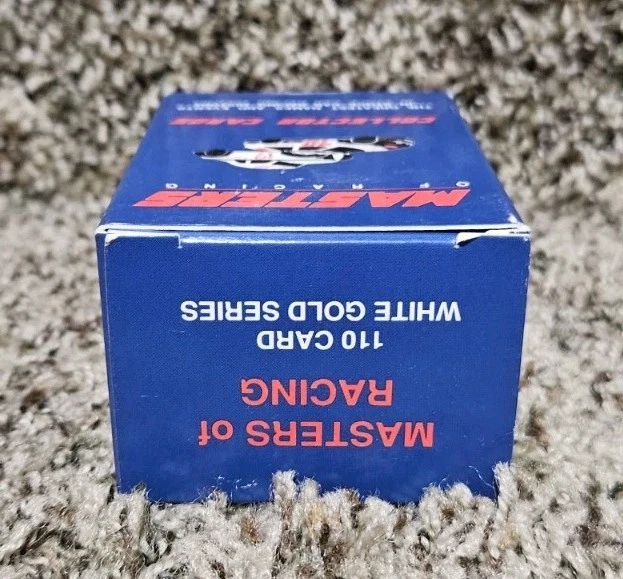 MASTERS of
RACING
110 CARD
WHITE GOLD SERIES
MASTERS
OF RACING
COLLECTOR CARDS